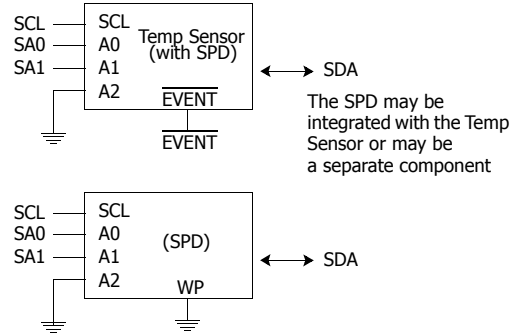 SCL
SA0
SA1
SCL
A0
A1
A2
Temp Sensor
(with SPD)
EVENT
EVENT
SDA
The SPD may be
integrated with the Temp
Sensor or may be
a separate component
SCL
SA0
SA1
SCL
A0
A1
A2
(SPD)
WP
SDA